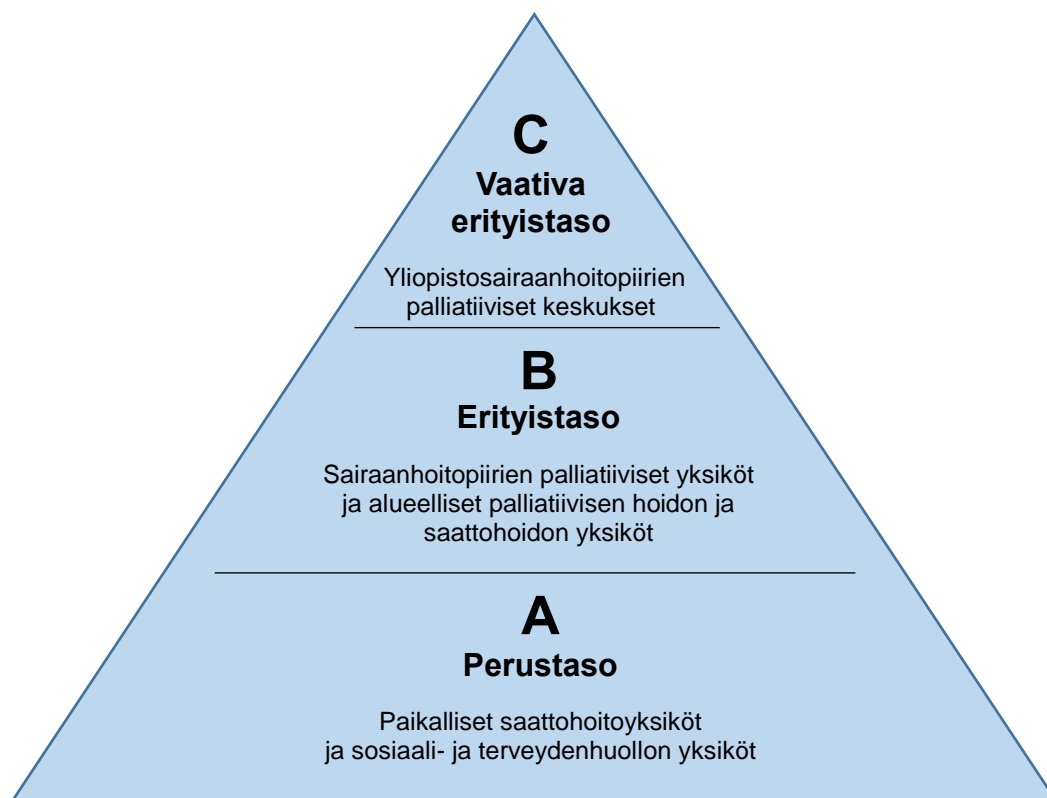 C
Vaativa
erityistaso
Yliopistosairaanhoitopiirien
palliatiiviset keskukset
B
Erityistaso
Sairaanhoitopiirien palliatiiviset yksiköt
ja alueelliset palliatiivisen hoidon ja
saattohoidon yksiköt
A
Perustaso
Paikalliset saattohoitoyksiköt
ja sosiaali- ja terveydenhuollon yksiköt